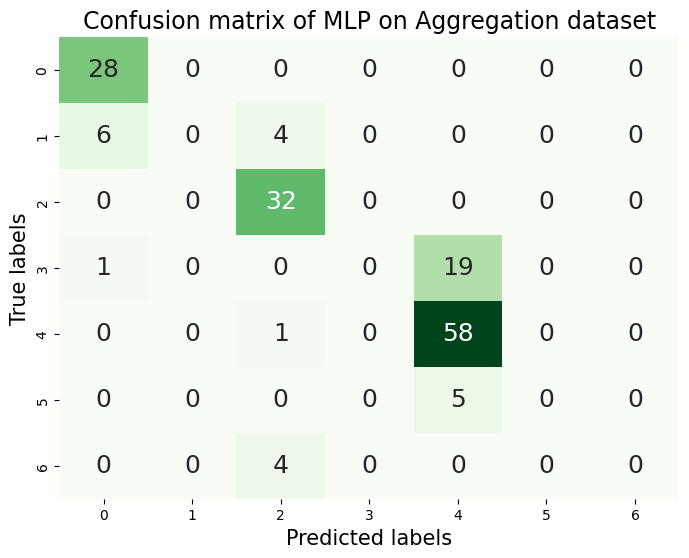 Confusion matrix of MLP on Aggregation dataset
True labels
0 28 0 0 0 0 0 0
1 6 0 4 0 0 0 0
2 0 0 32 0 0 0 0
3 1 0 0 0 19 0 0
4 0 0 1 0 58 0 0
5 0 0 0 0 5 0 0
6 0 0 4 0 0 0 0
0 1 2 3 4 5 6
Predicted labels